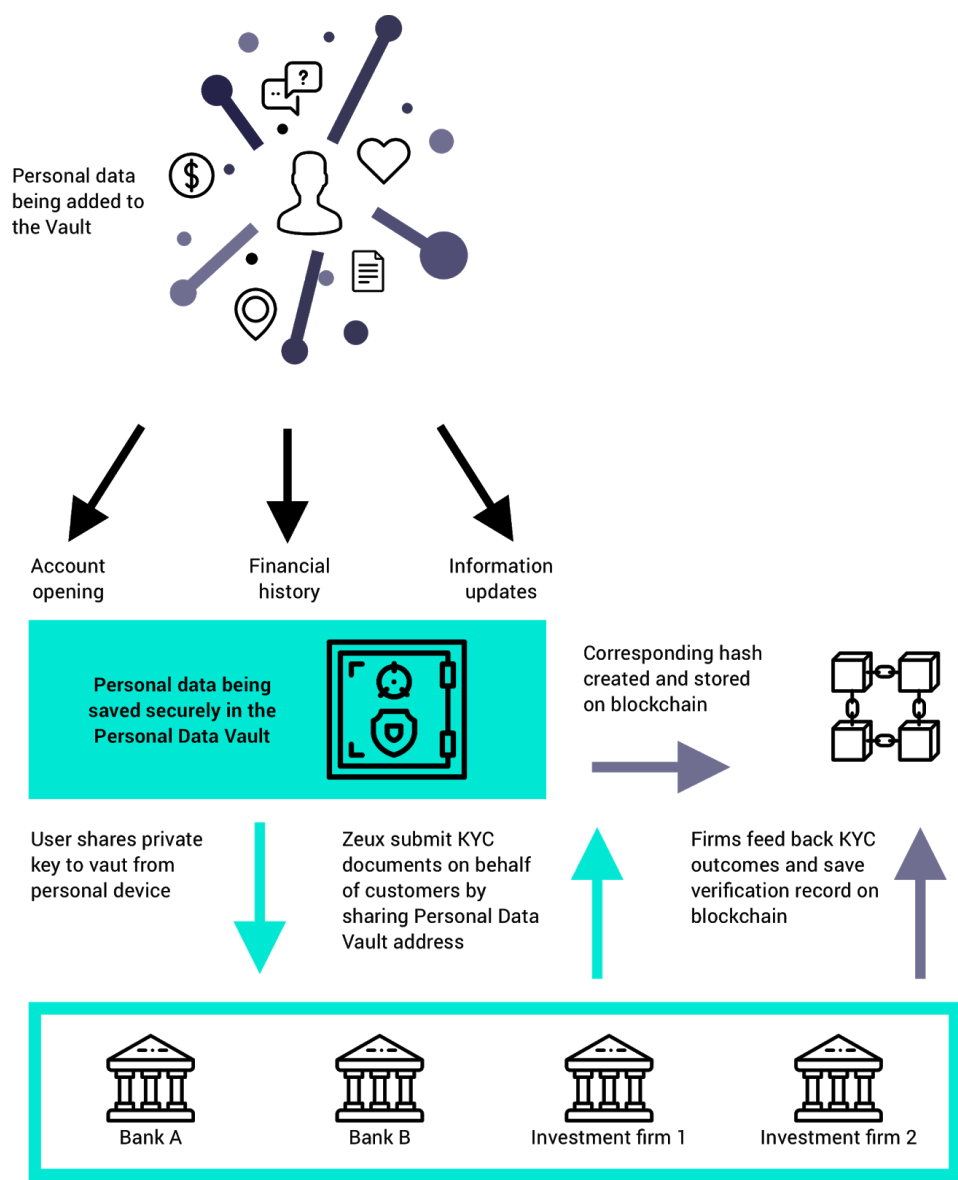 Personal data
being added to
the Vault
?
$
Account
opening
Financial
history
Information
updates
Personal data being
saved securely in the
Personal Data Vault
Corresponding hash
created and stored
on blockchain
User shares private
key to vaut from
personal device
Zeux submit KYC
documents on behalf
of customers by
sharing Personal Data
Vault address
Firms feed back KYC
outcomes and save
verification record on
blockchain
Bank A
Bank B
Investment firm 1
Investment firm 2